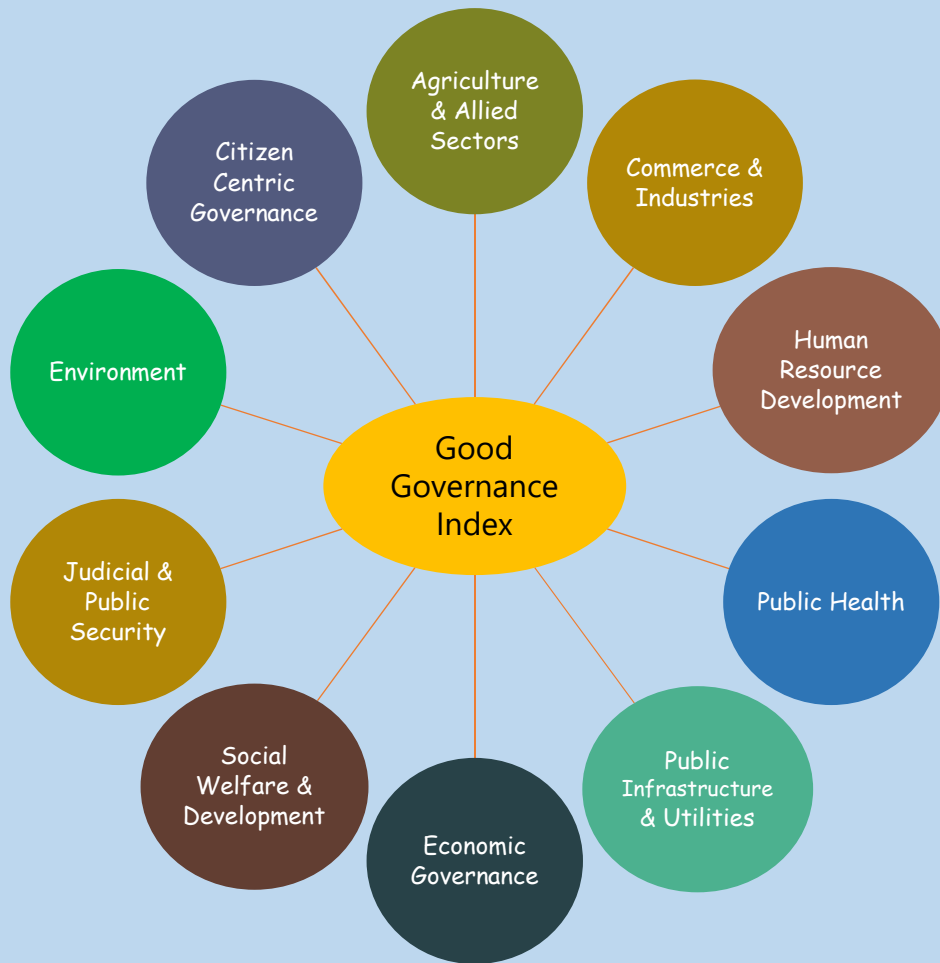 Agriculture
& Allied
Sectors
Commerce &
Industries
Human
Resource
Development
Public Health
Public
Infrastructure
& Utilities
Economic
Governance
Social
Welfare &
Development
Judicial &
Public
Security
Environment
Citizen
Centric
Governance
Good
Governance
Index